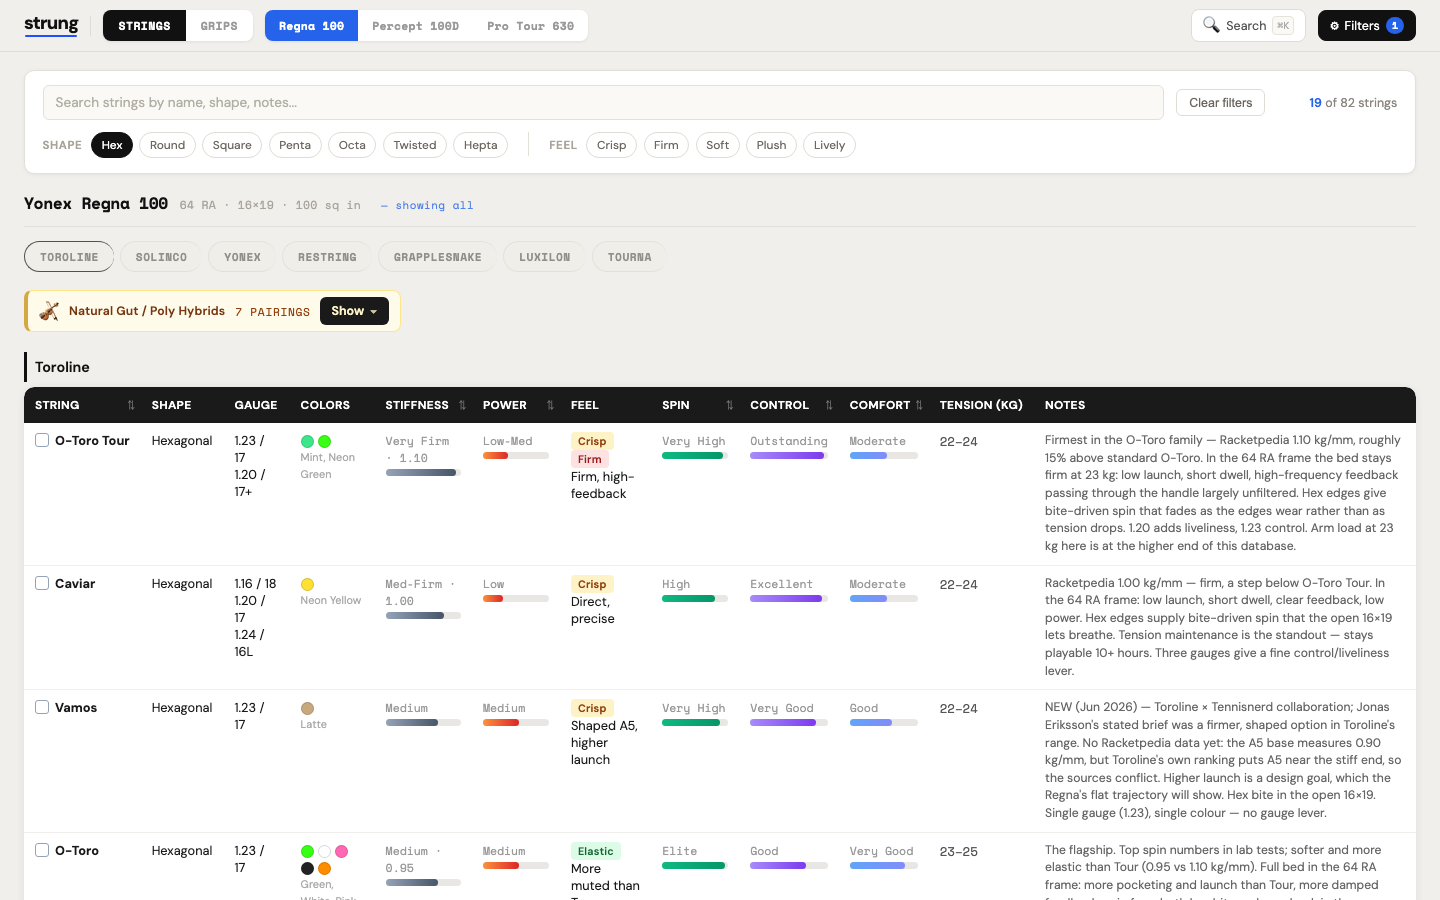 strung STRINGS GRIPS Regna 100 Percept 100D Pro Tour 630 Search ⌘K Filters 1
Search strings by name, shape, notes... Clear filters 19 of 82 strings
SHAPE Hex Round Square Penta Octa Twisted Hepta FEEL Crisp Firm Soft Plush Lively
Yonex Regna 100 64 RA · 16×19 · 100 sq in — showing all
TOROLINE SOLINCO YONEX RESTRING GRAPPLESNAKE LUXILON TOURNA
Natural Gut / Poly Hybrids 7 PAIRINGS Show
Toroline
STRING SHAPE GAUGE COLORS STIFFNESS POWER FEEL SPIN CONTROL COMFORT TENSION (KG) NOTES
O-Toro Tour
Hexagonal
1.23 /
17
1.20 /
17+
Mint, Neon
Green
Very Firm
· 1.10
Low-Med
Crisp
Firm
Firm, high-
feedback
Very High
Outstanding
Moderate
22–24
Firmest in the O-Toro family — Racketpedia 1.10 kg/mm, roughly
15% above standard O-Toro. In the 64 RA frame the bed stays
firm at 23 kg: low launch, short dwell, high-frequency feedback
passing through the handle largely unfiltered. Hex edges give
bite-driven spin that fades as the edges wear rather than as
tension drops. 1.20 adds liveliness, 1.23 control. Arm load at 23
kg here is at the higher end of this database.
Caviar
Hexagonal
1.16 / 18
1.20 /
17
1.24 /
16L
Neon Yellow
Med-Firm ·
1.00
Low
Crisp
Direct,
precise
High
Excellent
Moderate
22–24
Racketpedia 1.00 kg/mm — firm, a step below O-Toro Tour. In
the 64 RA frame: low launch, short dwell, clear feedback, low
power. Hex edges supply bite-driven spin that the open 16×19
lets breathe. Tension maintenance is the standout — stays
playable 10+ hours. Three gauges give a fine control/liveliness
lever.
Vamos
Hexagonal
1.23 /
17
Latte
Medium
Medium
Crisp
Shaped A5,
higher
launch
Very High
Very Good
Good
22–24
NEW (Jun 2026) — Toroline × Tennisnerd collaboration; Jonas
Eriksson's stated brief was a firmer, shaped option in Toroline's
range. No Racketpedia data yet: the A5 base measures 0.90
kg/mm, but Toroline's own ranking puts A5 near the stiff end, so
the sources conflict. Higher launch is a design goal, which the
Regna's flat trajectory will show. Hex bite in the open 16×19.
Single gauge (1.23), single colour — no gauge lever.
O-Toro
Hexagonal
1.23 /
17
Green,
Medium ·
0.95
Medium
Elastic
More
muted than
Elite
Good
Very Good
23–25
The flagship. Top spin numbers in lab tests; softer and more
elastic than Tour (0.95 vs 1.10 kg/mm). Full bed in the 64 RA
frame: more pocketing and launch than Tour, more damped